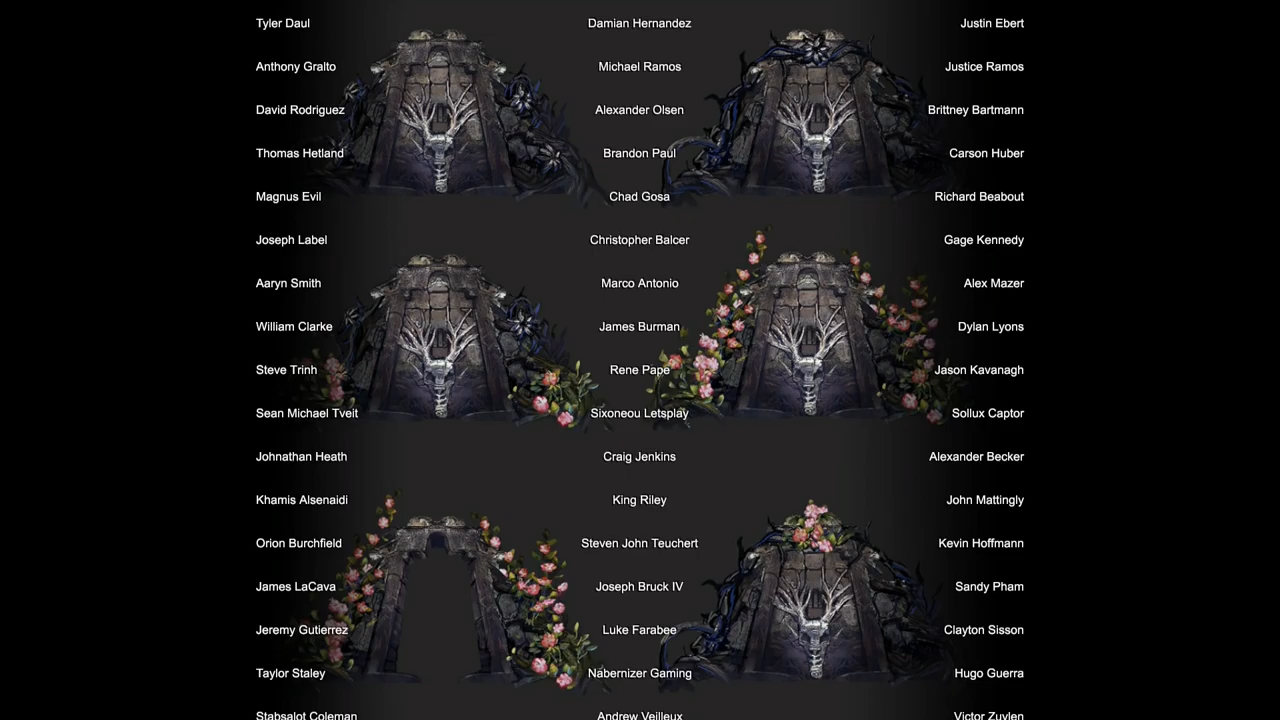 Tyler Daul Damian Hernandez Justin Ebert
Anthony Gralto Michael Ramos Justice Ramos
David Rodriguez Alexander Olsen Brittney Bartmann
Thomas Hetland Brandon Paul Carson Huber
Magnus Evil Chad Gosa Richard Beabout
Joseph Label Christopher Balcer Gage Kennedy
Aaryn Smith Marco Antonio Alex Mazer
William Clarke James Burman Dylan Lyons
Steve Trinh Rene Pape Jason Kavanagh
Sean Michael Tveit Sixoneou Letsplay Sollux Captor
Johnathan Heath Craig Jenkins Alexander Becker
Khamis Alsenaidi King Riley John Mattingly
Orion Burchfield Steven John Teuchert Kevin Hoffmann
James LaCava Joseph Bruck IV Sandy Pham
Jeremy Gutierrez Luke Farabee Clayton Sisson
Taylor Staley Nabernizer Gaming Hugo Guerra
Stabsalot Coleman Andrew Veilleux Victor Zuylen